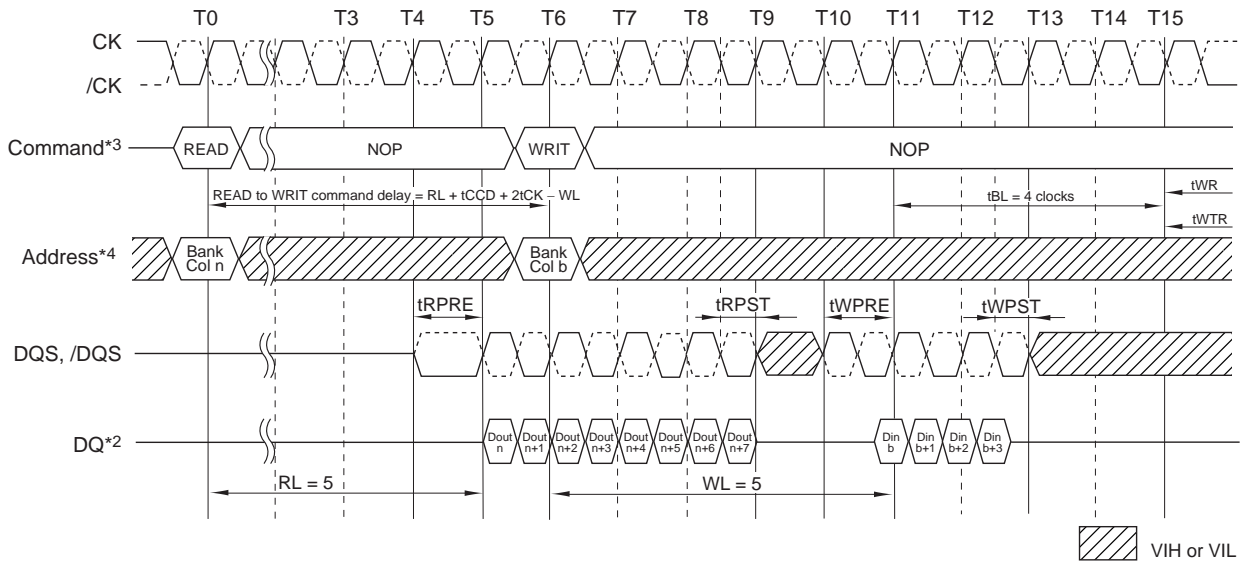 T0 T3 T4 T5 T6 T7 T8 T9 T10 T11 T12 T13 T14 T15
CK
/CK
Command*3 READ NOP WRIT NOP
READ to WRIT command delay = RL + tCCD + 2tCK − WL
tBL = 4 clocks
tWR
tWTR
Address*4
Bank
Col n
Bank
Col b
tRPRE tRPST tWPRE tWPST
DQS, /DQS
DQ*2
Dout
n
Dout
n+1
Dout
n+2
Dout
n+3
Dout
n+4
Dout
n+5
Dout
n+6
Dout
n+7
Din
b
Din
b+1
Din
b+2
Din
b+3
RL = 5 WL = 5
VIH or VIL